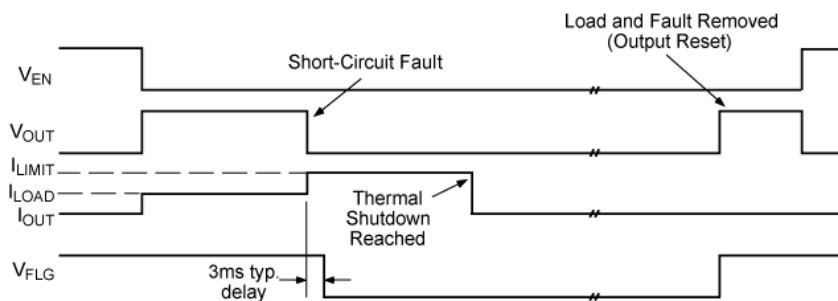 Load and Fault Removed
(Output Reset)
Short-Circuit Fault
VEN
VOUT
ILIMIT
ILOAD
IOUT
Thermal
Shutdown
Reached
VFLG
3ms typ.
delay